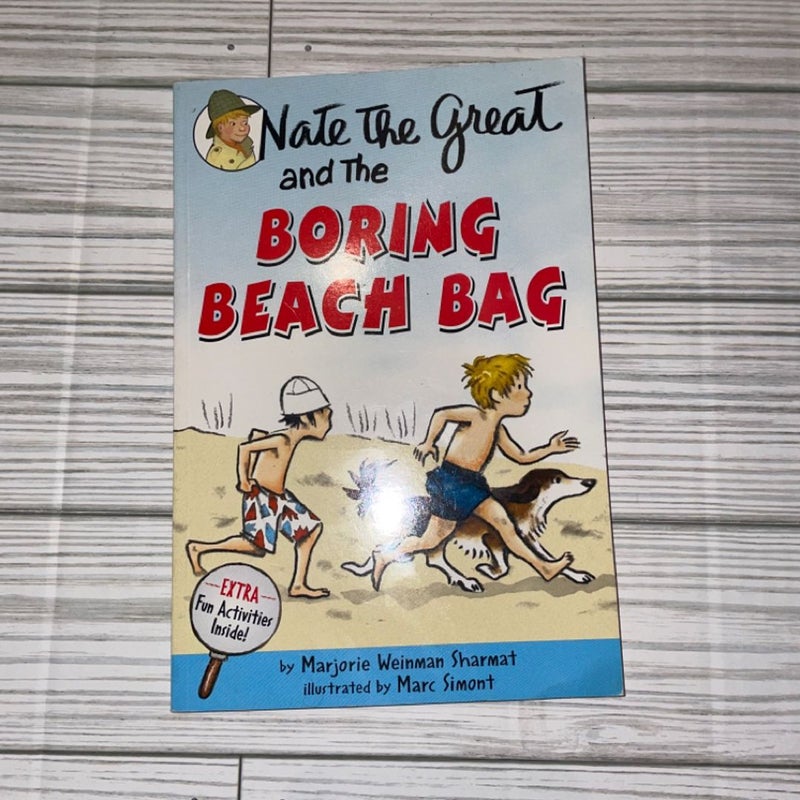 Nate the Great
and the
BORING
BEACH BAG
EXTRA
Fun Activities
Inside!
by Marjorie Weinman Sharmat
illustrated by Marc Simont